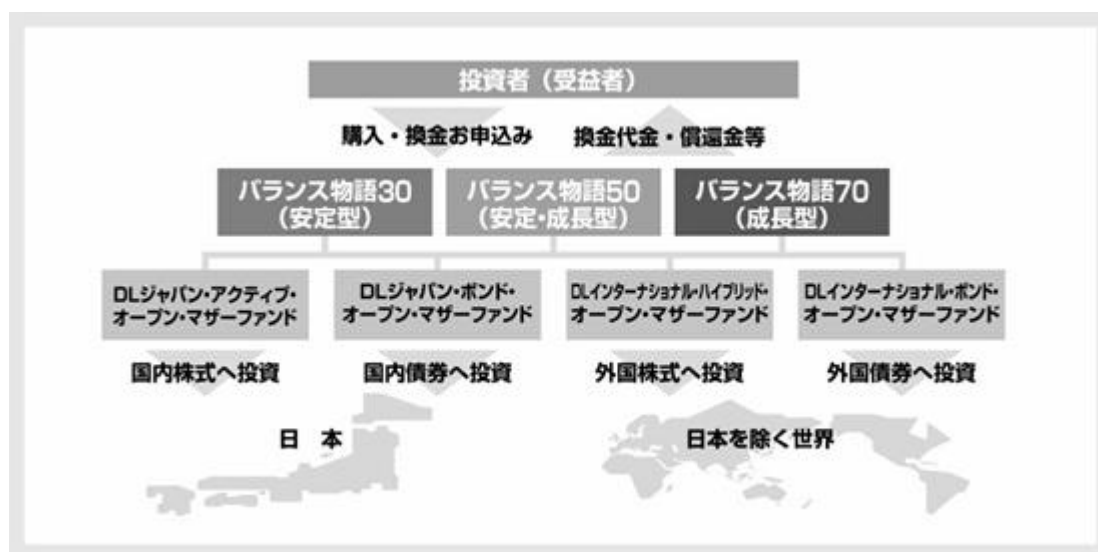 投資者（受益者）
購入・換金お申込み
換金代金・償還金等
バランス物語30
（安定型）
バランス物語50
（安定・成長型）
バランス物語70
（成長型）
DLジャパン・アクティブ・
オープン・マザーファンド
DLジャパン・ボンド・
オープン・マザーファンド
DLインターナショナル・ハイブリッド・
オープン・マザーファンド
DLインターナショナル・ボンド・
オープン・マザーファンド
国内株式へ投資
国内債券へ投資
外国株式へ投資
外国債券へ投資
日　本
日本を除く世界